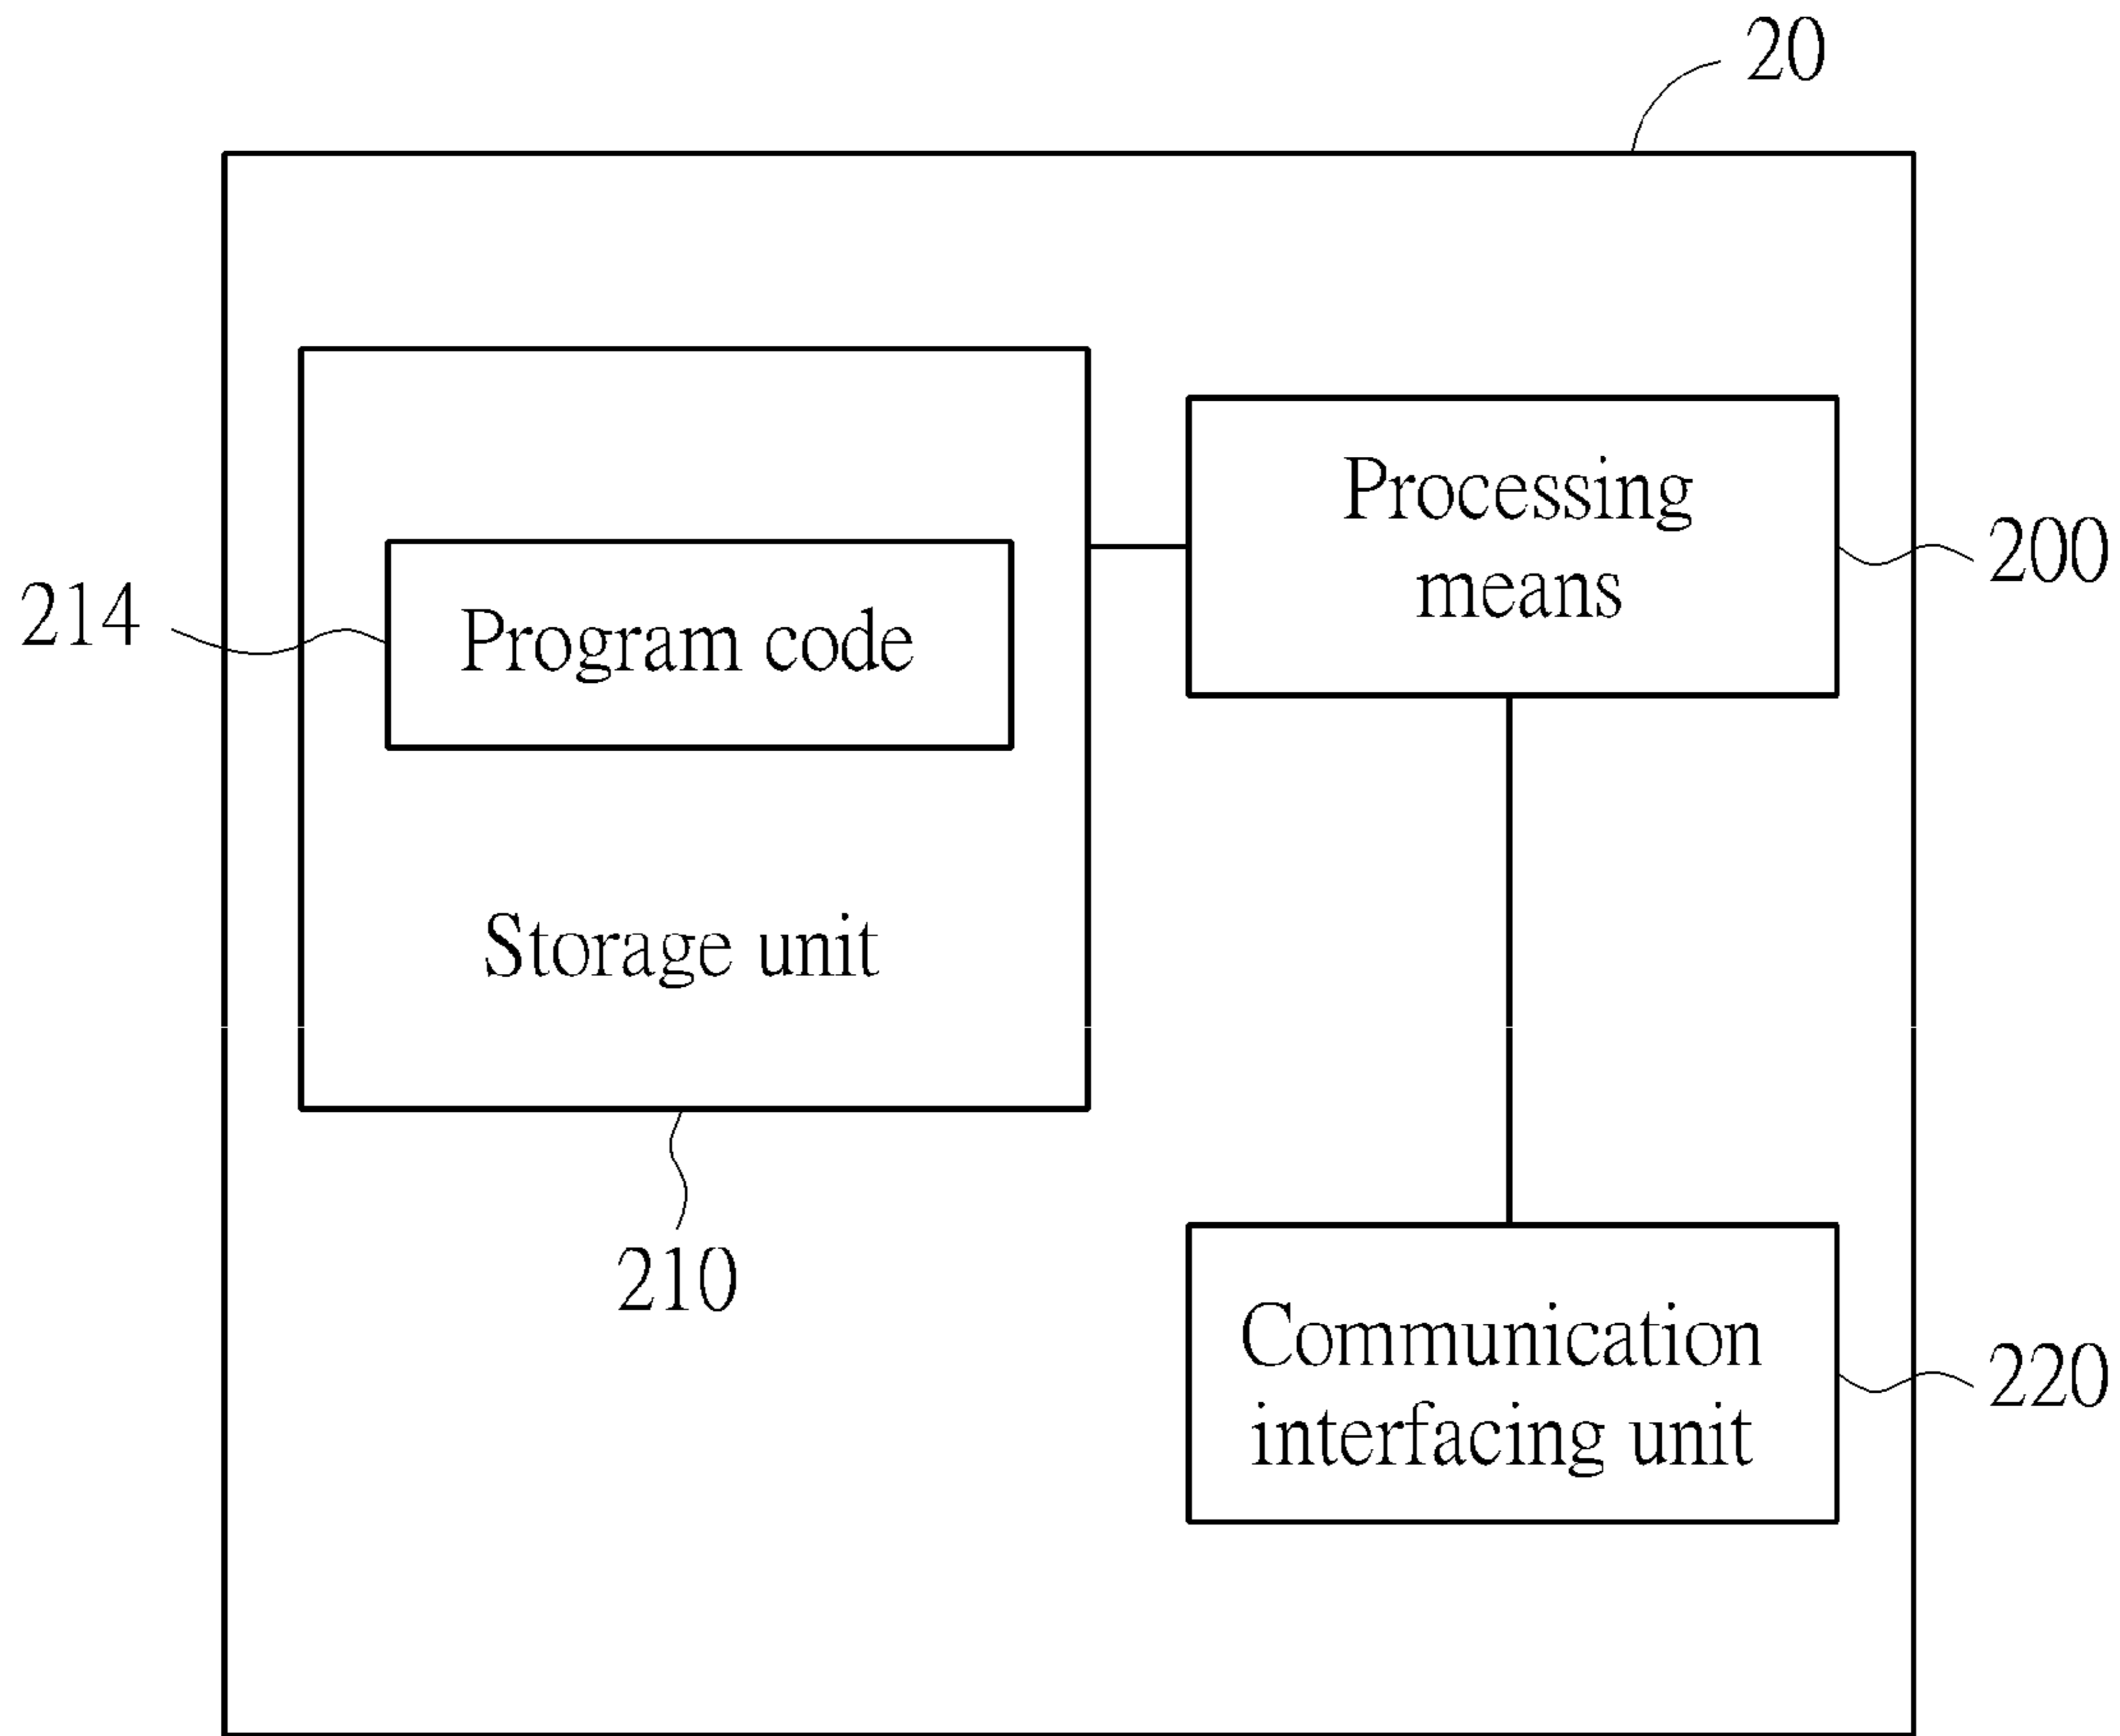 20
Processing
means
200
214
Program code
Storage unit
210
Communication
interfacing unit
220